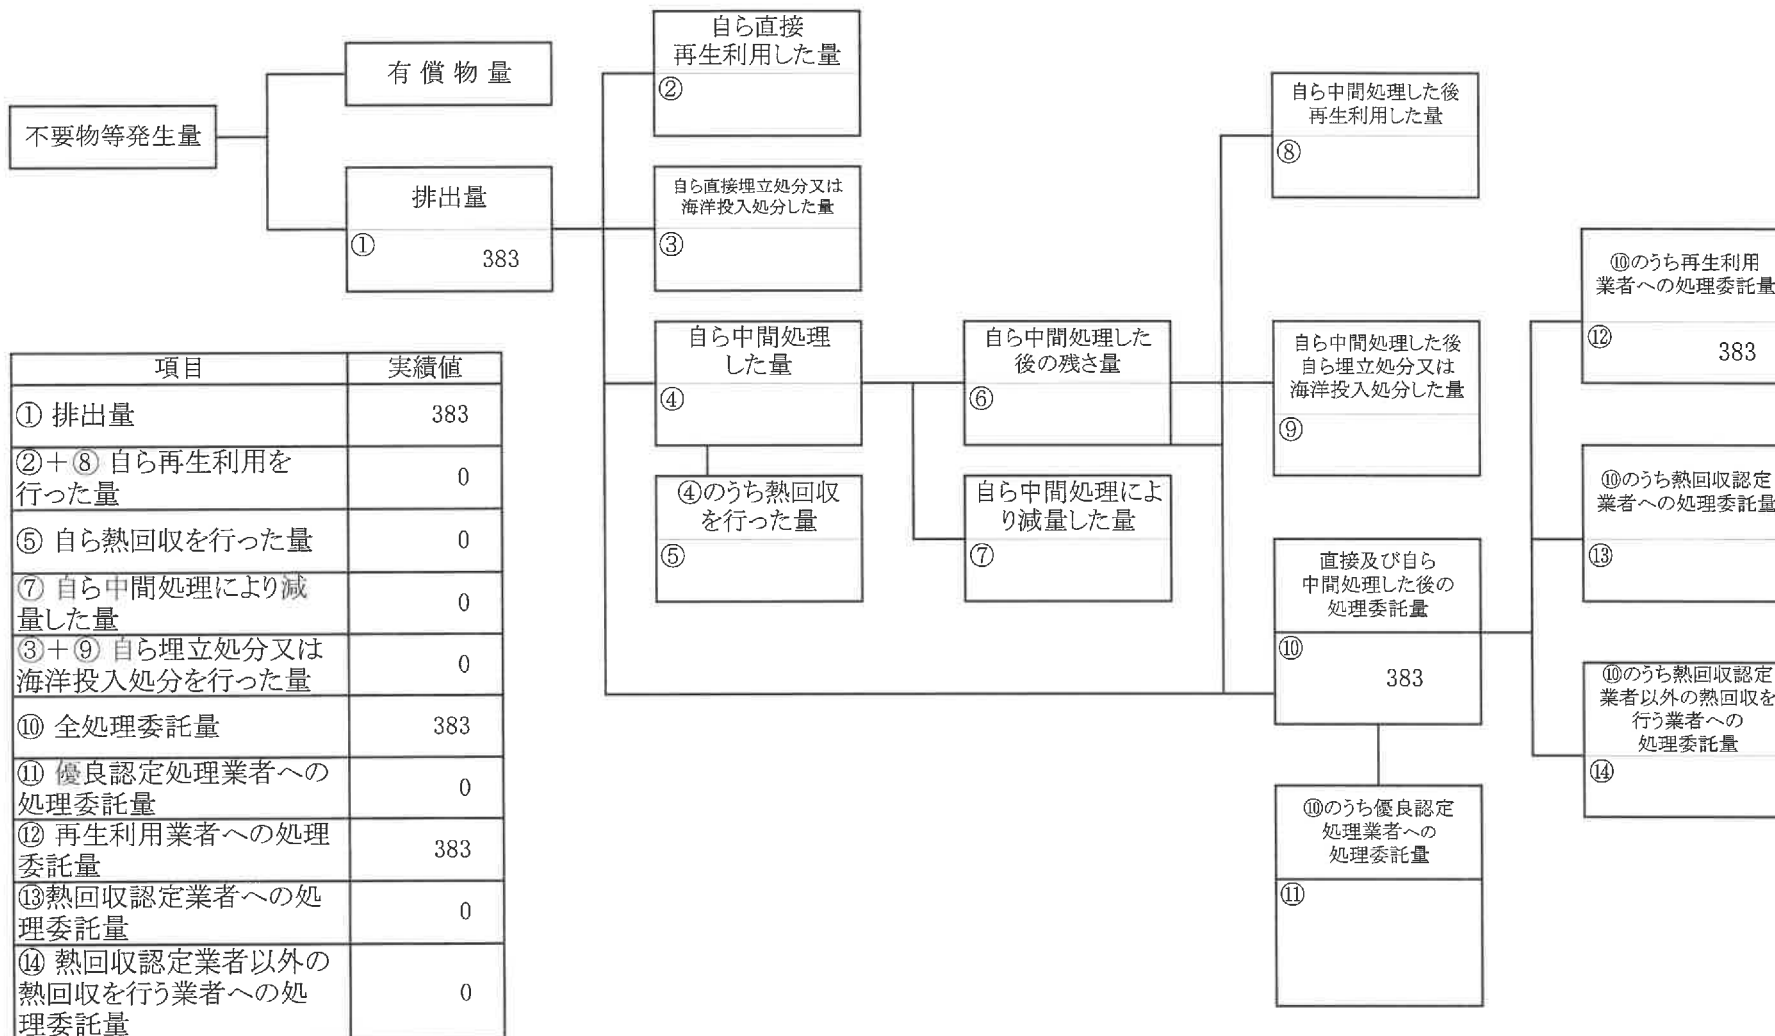 不要物等発生量
有償物量
排出量
①
383
自ら直接
再生利用した量
②
自ら直接埋立処分又は
海洋投入処分した量
③
自ら中間処理
した量
④
④のうち熱回収
を行った量
⑤
自ら中間処理した
後の残さ量
⑥
自ら中間処理によ
り減量した量
⑦
自ら中間処理した後
再生利用した量
⑧
自ら中間処理した後
自ら埋立処分又は
海洋投入処分した量
⑨
直接及び自ら
中間処理した後の
処理委託量
⑩
383
⑩のうち優良認定
処理業者への
処理委託量
⑪
⑩のうち再生利用
業者への処理委託量
⑫
383
⑩のうち熱回収認定
業者への処理委託量
⑬
⑩のうち熱回収認定
業者以外の熱回収を
行う業者への
処理委託量
⑭
項目 実績値
① 排出量 383
②+⑧ 自ら再生利用を
行った量 0
⑤ 自ら熱回収を行った量 0
⑦ 自ら中間処理により減
量した量 0
③+⑨ 自ら埋立処分又は
海洋投入処分を行った量 0
⑩ 全処理委託量 383
⑪ 優良認定処理業者への
処理委託量 0
⑫ 再生利用業者への処理
委託量 383
⑬熱回収認定業者への処
理委託量 0
⑭ 熱回収認定業者以外の
熱回収を行う業者への処
理委託量 0